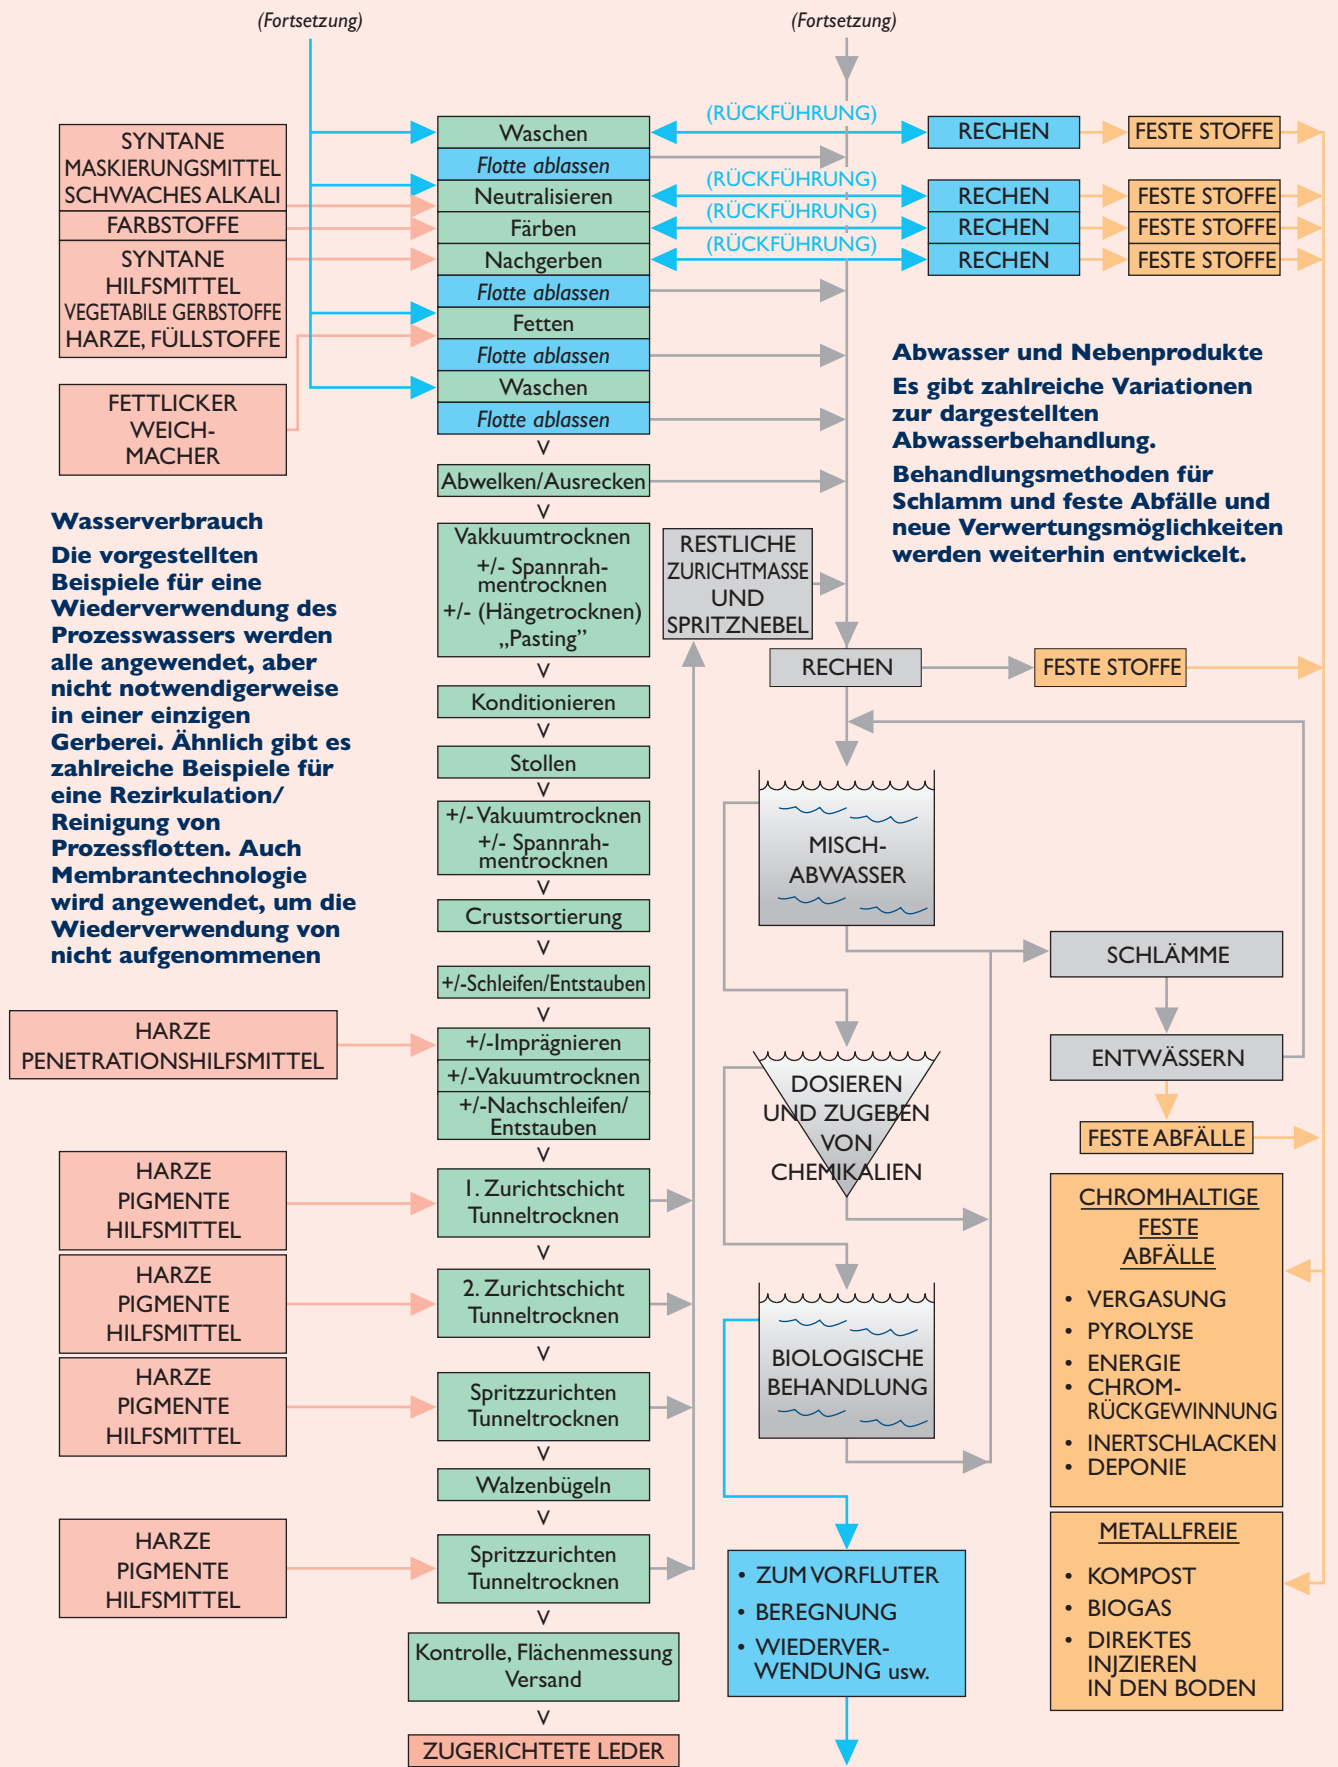 (Fortsetzung)
(Fortsetzung)
SYNTANE
MASKIERUNGSMITTEL
SCHWACHES ALKALI
FARBSTOFFE
SYNTANE
HILFSMITTEL
VEGETABILE GERBSTOFFE
HARZE, FÜLLSTOFFE
FETTLICKER
WEICH-
MACHER
Waschen
Flotte ablassen
Neutralisieren
Färben
Nachgerben
Flotte ablassen
Fetten
Flotte ablassen
Waschen
Flotte ablassen
(RÜCKFÜHRUNG)
(RÜCKFÜHRUNG)
(RÜCKFÜHRUNG)
(RÜCKFÜHRUNG)
RECHEN
RECHEN
RECHEN
RECHEN
FESTE STOFFE
FESTE STOFFE
FESTE STOFFE
FESTE STOFFE
Abwasser und Nebenprodukte
Es gibt zahlreiche Variationen
zur dargestellten
Abwasserbehandlung.
Behandlungsmethoden für
Schlamm und feste Abfälle und
neue Verwertungsmöglichkeiten
werden weiterhin entwickelt.
Wasserverbrauch
Die vorgestellten
Beispiele für eine
Wiederverwendung des
Prozesswassers werden
alle angewendet, aber
nicht notwendigerweise
in einer einzigen
Gerberei. Ähnlich gibt es
zahlreiche Beispiele für
eine Rezirkulation/
Reinigung von
Prozessflotten. Auch
Membrantechnologie
wird angewendet, um die
Wiederverwendung von
nicht aufgenommenen
Abwelken/Ausrecken
Vakkuumtrocknen
+/- Spannrah-
mentrocknen
+/- (Hängetrocknen)
„Pasting”
Konditionieren
Stollen
+/- Vakuumtrocknen
+/- Spannrah-
mentrocknen
Crustsortierung
+/-Schleifen/Entstauben
HARZE
PENETRATIONSHILFSMITTEL
+/-Imprägnieren
+/-Vakuumtrocknen
+/-Nachschleifen/
Entstauben
HARZE
PIGMENTE
HILFSMITTEL
1. Zurichtschicht
Tunneltrocknen
HARZE
PIGMENTE
HILFSMITTEL
2. Zurichtschicht
Tunneltrocknen
HARZE
PIGMENTE
HILFSMITTEL
Spritzzurichten
Tunneltrocknen
Walzenbügeln
HARZE
PIGMENTE
HILFSMITTEL
Spritzzurichten
Tunneltrocknen
Kontrolle, Flächenmessung
Versand
ZUGERICHTETE LEDER
RESTLICHE
ZURICHTMASSE
UND
SPRITZNEBEL
RECHEN
FESTE STOFFE
MISCH-
ABWASSER
SCHLÄMME
ENTWÄSSERN
FESTE ABFÄLLE
DOSIEREN
UND ZUGEBEN
VON
CHEMIKALIEN
BIOLOGISCHE
BEHANDLUNG
• ZUM VORFLUTER
• BEREGNUNG
• WIEDERVER-
WENDUNG usw.
CHROMHALTIGE
FESTE
ABFÄLLE
• VERGASUNG
• PYROLYSE
• ENERGIE
• CHROM-
RÜCKGEWINNUNG
• INERTSCHLACKEN
• DEPONIE
METALLFREIE
• KOMPOST
• BIOGAS
• DIREKTES
INJZIEREN
IN DEN BODEN